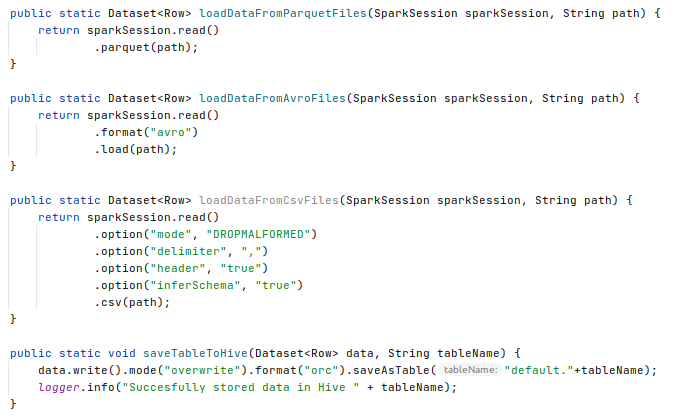 public static Dataset<Row> loadDataFromParquetFiles(SparkSession sparkSession, String path) {
    return sparkSession.read()
            .parquet(path);
}

public static Dataset<Row> loadDataFromAvroFiles(SparkSession sparkSession, String path) {
    return sparkSession.read()
            .format("avro")
            .load(path);
}

public static Dataset<Row> loadDataFromCsvFiles(SparkSession sparkSession, String path) {
    return sparkSession.read()
            .option("mode", "DROPMALFORMED")
            .option("delimiter", ",")
            .option("header", "true")
            .option("inferSchema", "true")
            .csv(path);
}

public static void saveTableToHive(Dataset<Row> data, String tableName) {
    data.write().mode("overwrite").format("orc").saveAsTable( tableName: "default."+tableName);
    logger.info("Succesfully stored data in Hive " + tableName);
}